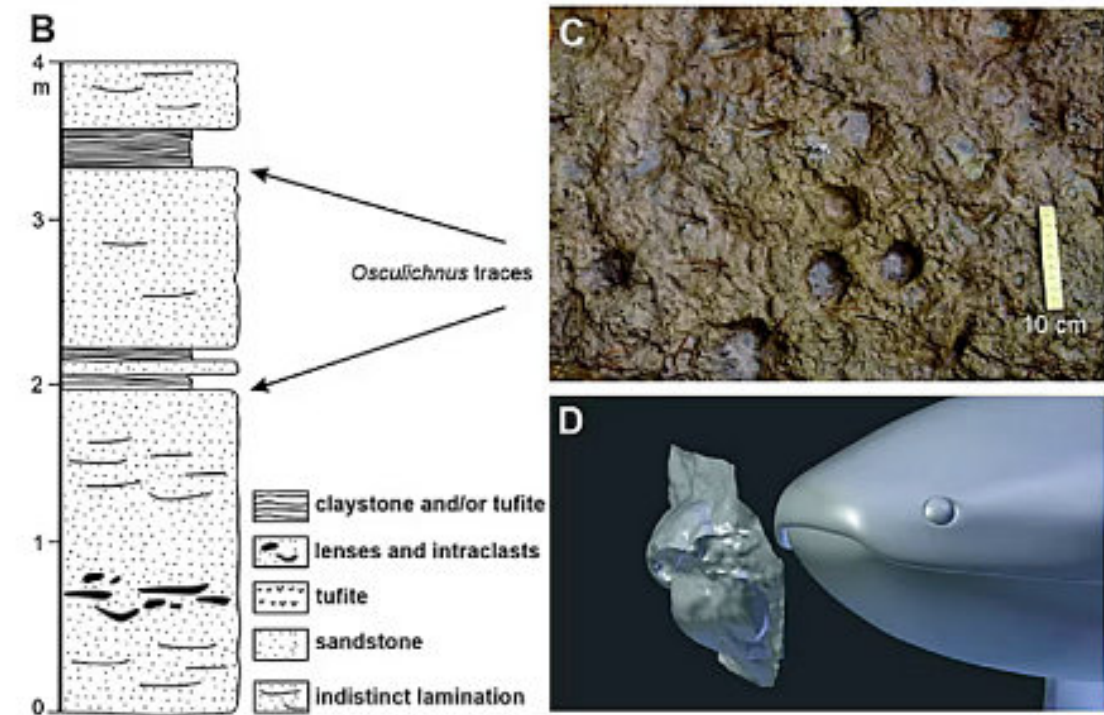 B
4
m
3
2
1
0
Osculichnus traces
claystone and/or tufite
lenses and intraclasts
tufite
sandstone
indistinct lamination
C
10 cm
D